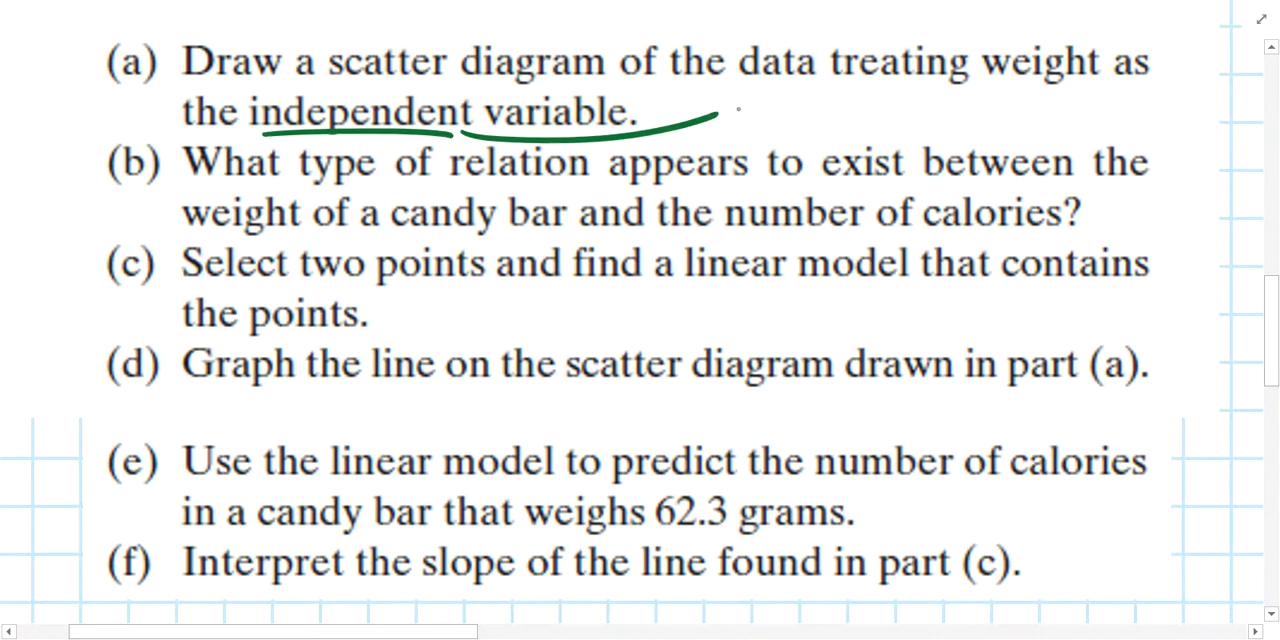 (a) Draw a scatter diagram of the data treating weight as
the independent variable.
(b) What type of relation appears to exist between the
weight of a candy bar and the number of calories?
(c) Select two points and find a linear model that contains
the points.
(d) Graph the line on the scatter diagram drawn in part (a).
(e) Use the linear model to predict the number of calories
in a candy bar that weighs 62.3 grams.
(f) Interpret the slope of the line found in part (c).